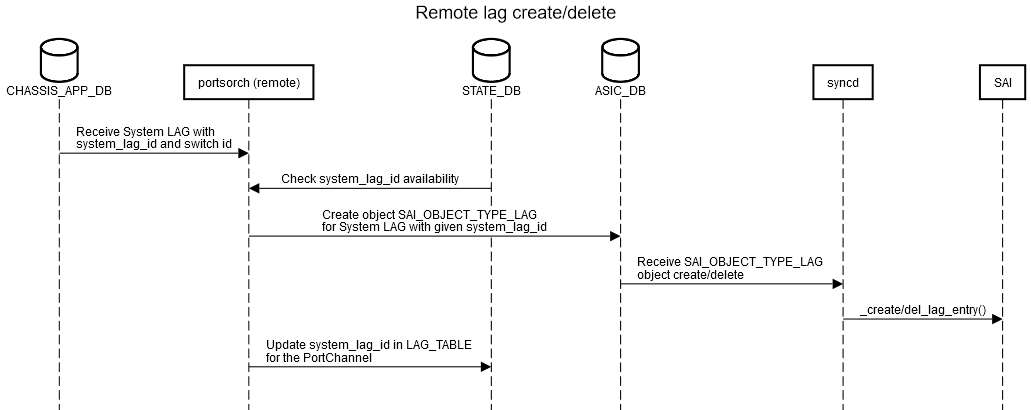 Remote lag create/delete
CHASSIS_APP_DB
portsorch (remote)
STATE_DB
ASIC_DB
syncd
SAI
Receive System LAG with
system_lag_id and switch id
Check system_lag_id availability
Create object SAI_OBJECT_TYPE_LAG
for System LAG with given system_lag_id
Receive SAI_OBJECT_TYPE_LAG
object create/delete
_create/del_lag_entry()
Update system_lag_id in LAG_TABLE
for the PortChannel